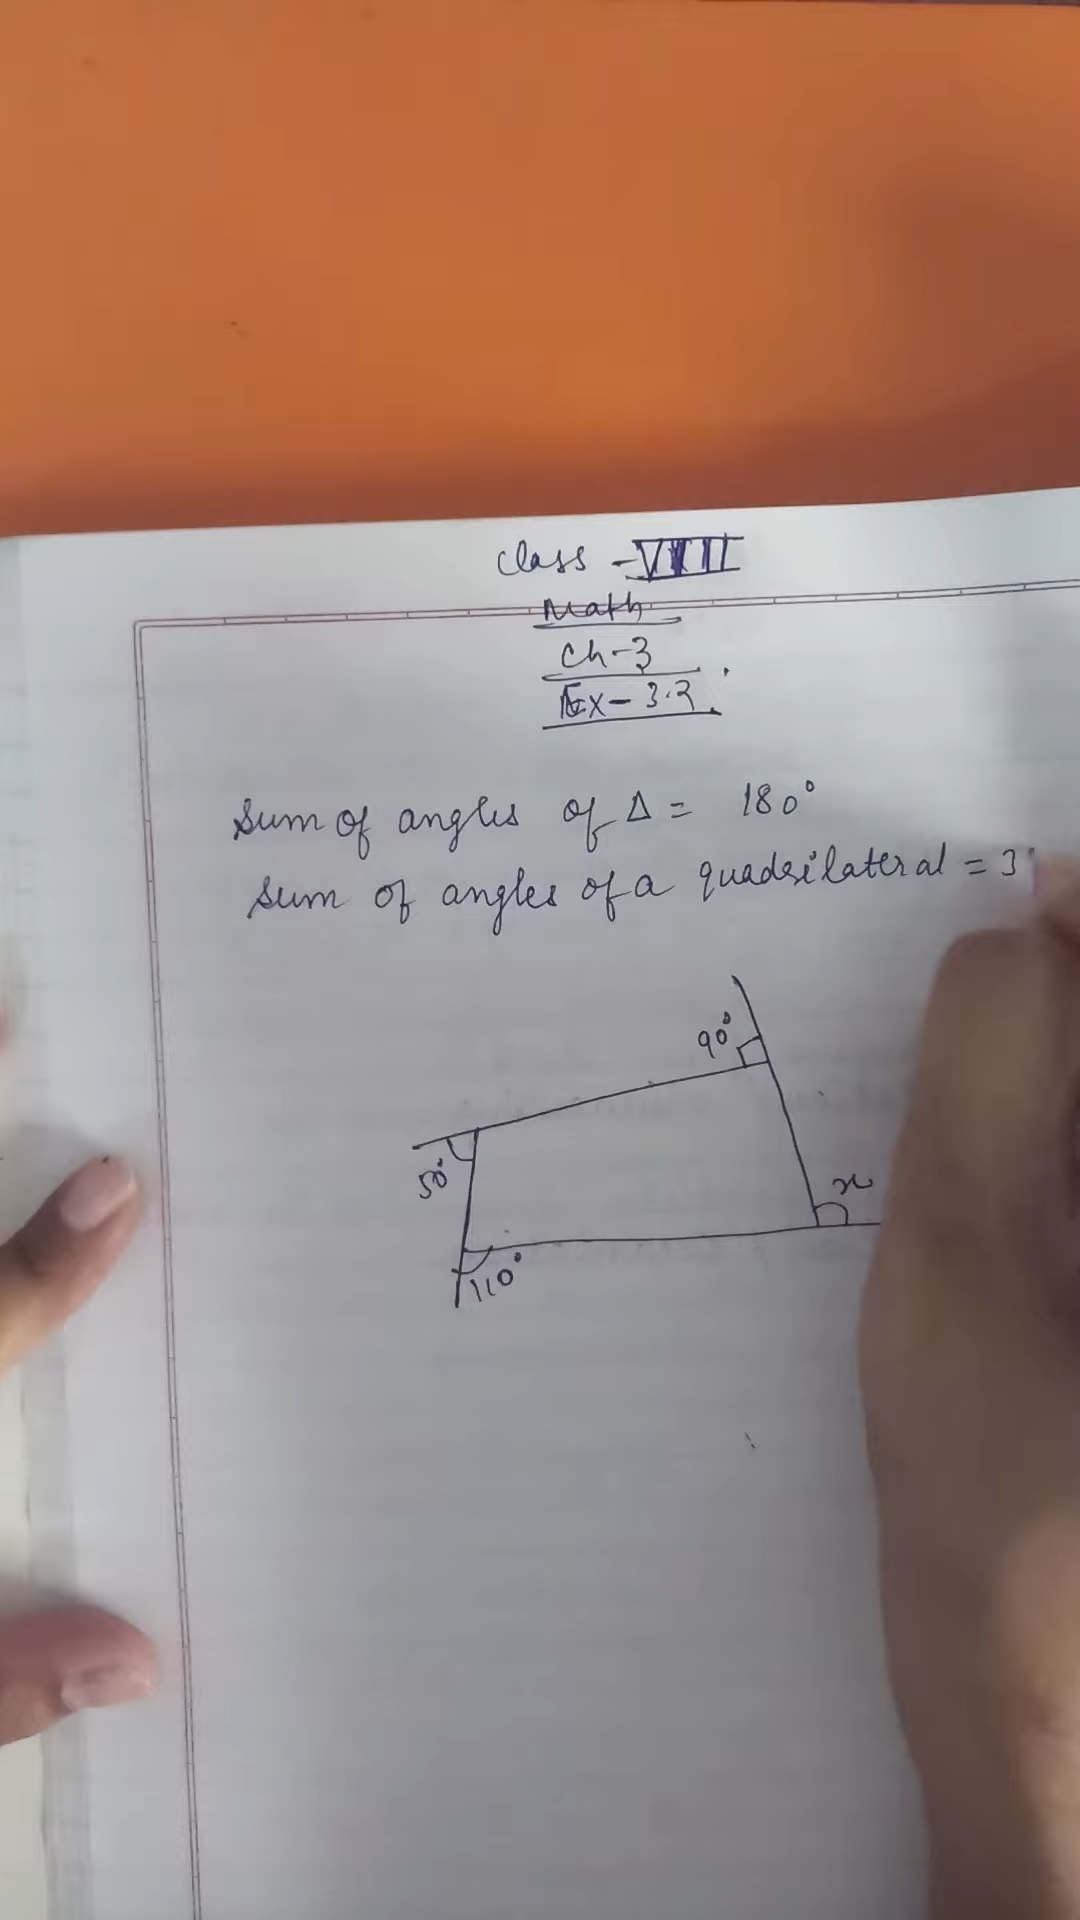 Class - VIII
Math
Ch-3
Ex- 3.2
Sum of angles of Δ = 180°
Sum of angles of a quadrilateral = 3
90°
50°
x
110°